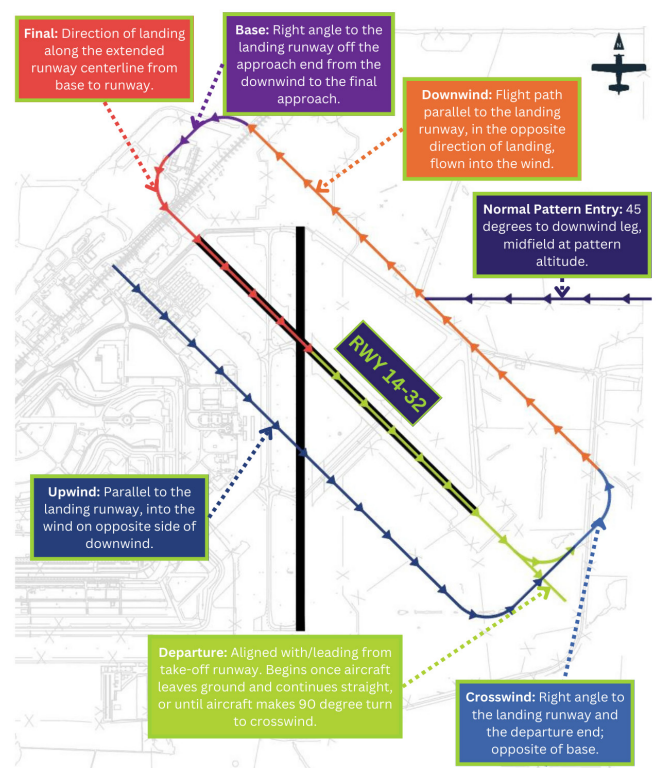 Final: Direction of landing
along the extended
runway centerline from
base to runway.
Base: Right angle to the
landing runway off the
approach end from the
downwind to the final
approach.
N
Downwind: Flight path
parallel to the landing
runway, in the opposite
direction of landing,
flown into the wind.
Normal Pattern Entry: 45
degrees to downwind leg,
midfield at pattern
altitude.
RWY 14-32
Upwind: Parallel to the
landing runway, into the
wind on opposite side of
downwind.
Departure: Aligned with/leading from
take-off runway. Begins once aircraft
leaves ground and continues straight,
or until aircraft makes 90 degree turn
to crosswind.
Crosswind: Right angle to
the landing runway and
the departure end;
opposite of base.